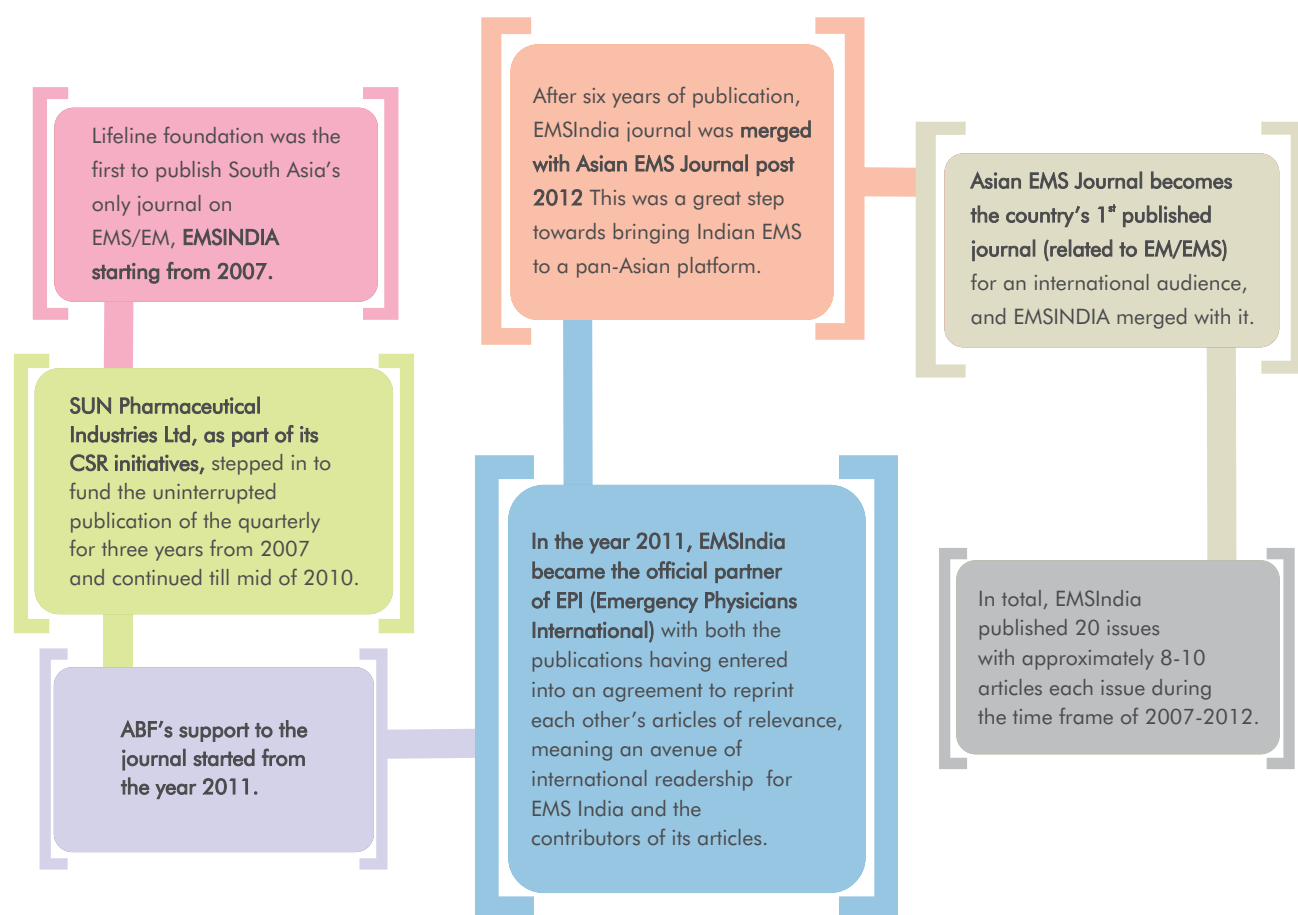 Lifeline foundation was the
first to publish South Asia's
only journal on
EMS/EM, EMSINDIA
starting from 2007.
SUN Pharmaceutical
Industries Ltd, as part of its
CSR initiatives, stepped in to
fund the uninterrupted
publication of the quarterly
for three years from 2007
and continued till mid of 2010.
ABF's support to the
journal started from
the year 2011.
In the year 2011, EMSIndia
became the official partner
of EPI (Emergency Physicians
International) with both the
publications having entered
into an agreement to reprint
each other's articles of relevance,
meaning an avenue of
international readership for
EMS India and the
contributors of its articles.
After six years of publication,
EMSIndia journal was merged
with Asian EMS Journal post
2012 This was a great step
towards bringing Indian EMS
to a pan-Asian platform.
Asian EMS Journal becomes
the country's 1st published
journal (related to EM/EMS)
for an international audience,
and EMSINDIA merged with it.
In total, EMSIndia
published 20 issues
with approximately 8-10
articles each issue during
the time frame of 2007-2012.